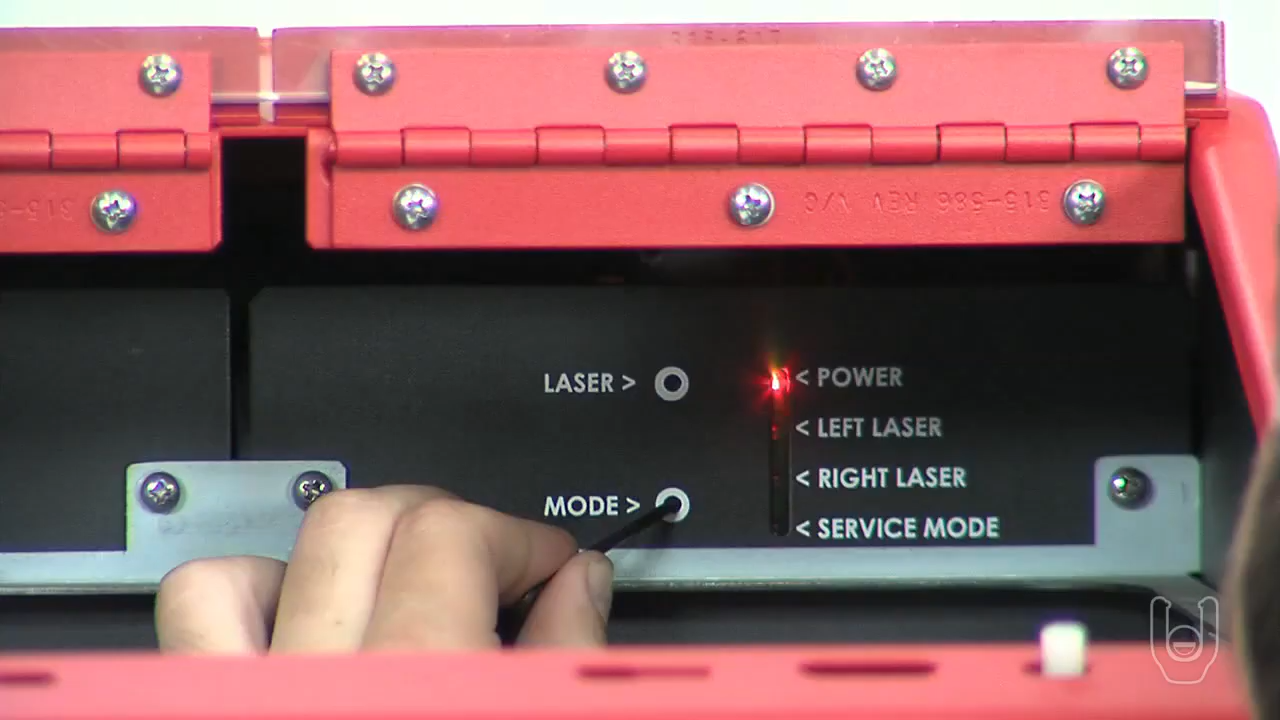 315-586 REV V/G
LASER >
< POWER
< LEFT LASER
< RIGHT LASER
MODE >
< SERVICE MODE